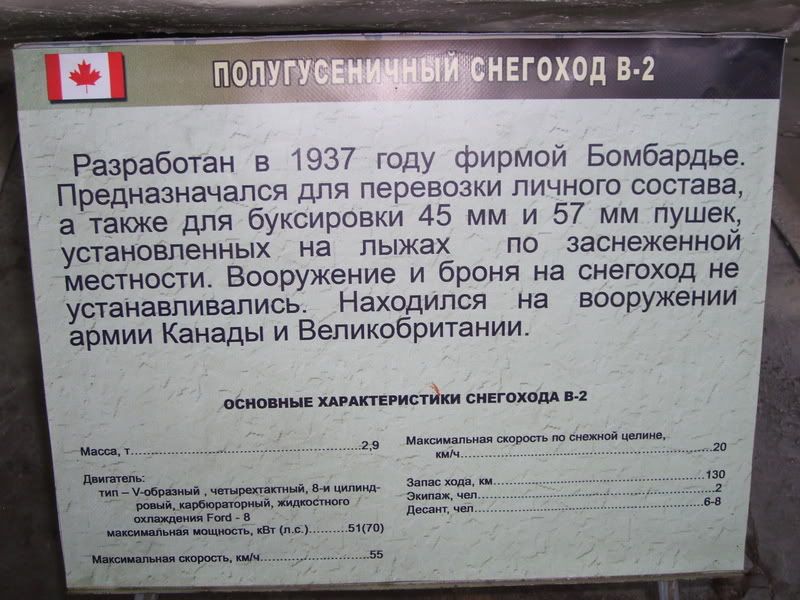 ПОЛУГУСЕНИЧНЫЙ СНЕГОХОД В-2
Разработан в 1937 году фирмой Бомбардье.
Предназначался для перевозки личного состава,
а также для буксировки 45 мм и 57 мм пушек,
установленных на лыжах по заснеженной
местности. Вооружение и броня на снегоход не
устанавливались. Находился на вооружении
армии Канады и Великобритании.
ОСНОВНЫЕ ХАРАКТЕРИСТИКИ СНЕГОХОДА В-2
Масса, т..........2,9
Двигатель:
тип – V-образный , четырехтактный, 8-и цилинд-
ровый, карбюраторный, жидкостного
охлаждения Ford - 8
максимальная мощность, кВт (л.с.)..........51(70)
Максимальная скорость, км/ч..........55
Максимальная скорость по снежной целине,
км/ч..........20
Запас хода, км..........130
Экипаж, чел..........2
Десант, чел..........6-8